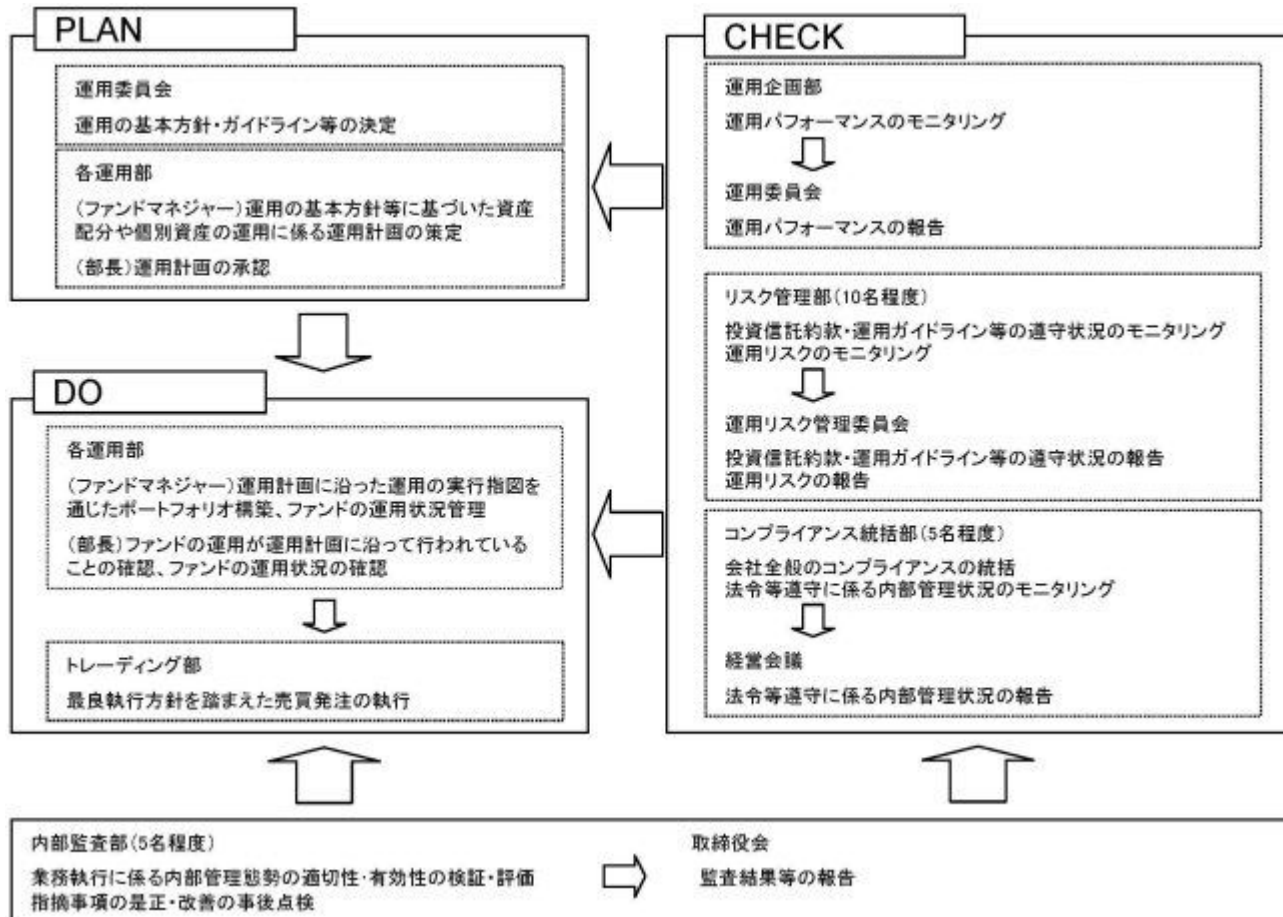 PLAN
運用委員会
運用の基本方針・ガイドライン等の決定
各運用部
(ファンドマネジャー)運用の基本方針等に基づいた資産
配分や個別資産の運用に係る運用計画の策定
(部長)運用計画の承認
DO
各運用部
(ファンドマネジャー)運用計画に沿った運用の実行指図を
通じたポートフォリオ構築、ファンドの運用状況管理
(部長)ファンドの運用が運用計画に沿って行われている
ことの確認、ファンドの運用状況の確認
トレーディング部
最良執行方針を踏まえた売買発注の執行
CHECK
運用企画部
運用パフォーマンスのモニタリング
運用委員会
運用パフォーマンスの報告
リスク管理部(10名程度)
投資信託約款・運用ガイドライン等の遵守状況のモニタリング
運用リスクのモニタリング
運用リスク管理委員会
投資信託約款・運用ガイドライン等の遵守状況の報告
運用リスクの報告
コンプライアンス統括部(5名程度)
会社全般のコンプライアンスの統括
法令等遵守に係る内部管理状況のモニタリング
経営会議
法令等遵守に係る内部管理状況の報告
内部監査部(5名程度)
業務執行に係る内部管理態勢の適切性・有効性の検証・評価
指摘事項の是正・改善の事後点検
取締役会
監査結果等の報告